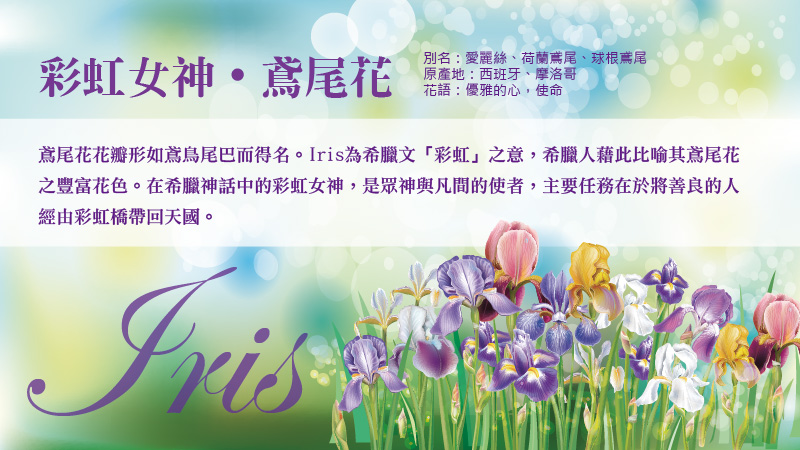 彩虹女神•鳶尾花
別名：愛麗絲、荷蘭鳶尾、球根鳶尾
原產地：西班牙、摩洛哥
花語：優雅的心，使命
鳶尾花花瓣形如鳶鳥尾巴而得名。Iris為希臘文「彩虹」之意，希臘人藉此比喻其鳶尾花
之豐富花色。在希臘神話中的彩虹女神，是眾神與凡間的使者，主要任務在於將善良的人
經由彩虹橋帶回天國。
Iris